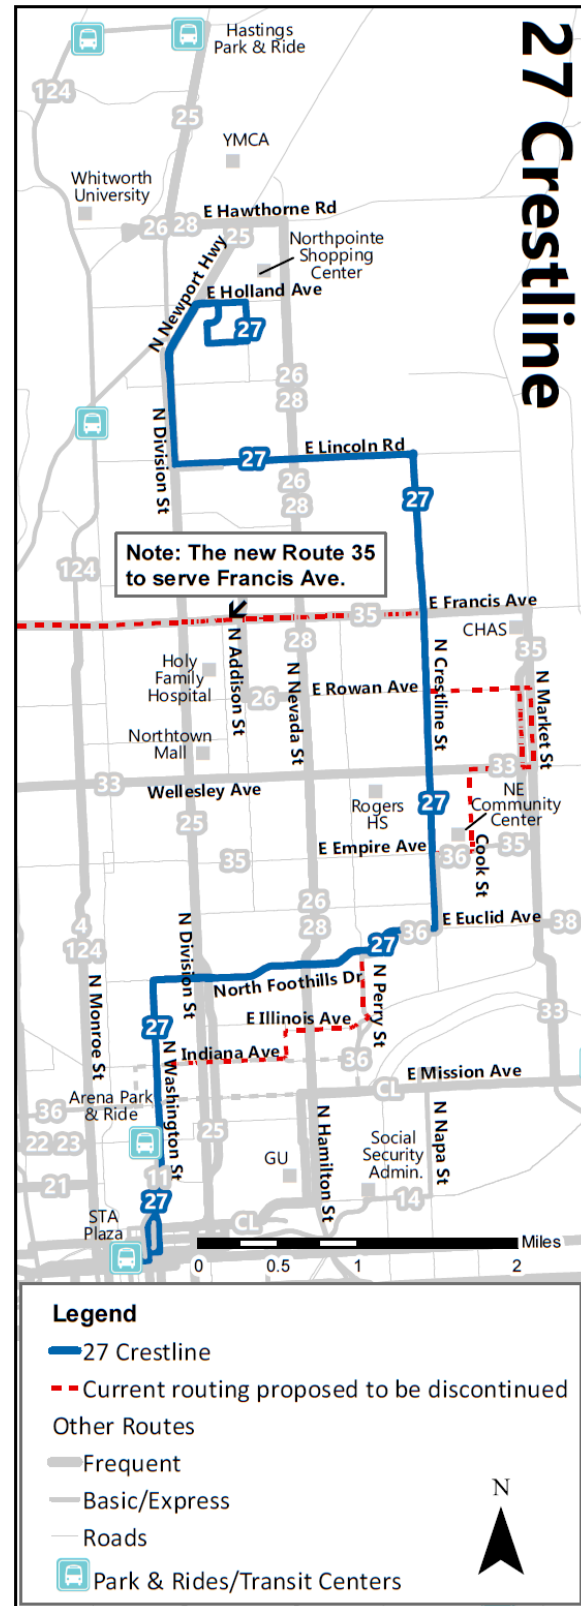 27 Crestline
Hastings
Park & Ride
124
25
YMCA
Whitworth
University
E Hawthorne Rd
26
28
25
Northpointe
Shopping
Center
N Newport Hwy
E Holland Ave
27
26
28
N Division St
E Lincoln Rd
27
26
28
27
Note: The new Route 35
to serve Francis Ave.
124
E Francis Ave
35
CHAS
28
35
N Addison St
Holy
Family
Hospital
N Nevada St
E Rowan Ave
26
N Crestline St
N Market St
Northtown
Mall
33
33
Wellesley Ave
27
Rogers
HS
NE
Community
Center
25
E Empire Ave
36
35
35
Cook St
26
28
E Euclid Ave
38
36
4
124
N Division St
27
North Foothills Dr
N Perry St
N Monroe St
27
E Illinois Ave
33
N Washington St
Indiana Ave
36
E Mission Ave
CL
Arena Park
& Ride
36
22
23
25
N Hamilton St
Social
Security
Admin.
N Napa St
GU
21
11
14
27
STA
Plaza
CL
Miles
0
0.5
1
2
Legend
27 Crestline
Current routing proposed to be discontinued
Other Routes
Frequent
Basic/Express
Roads
Park & Rides/Transit Centers
N